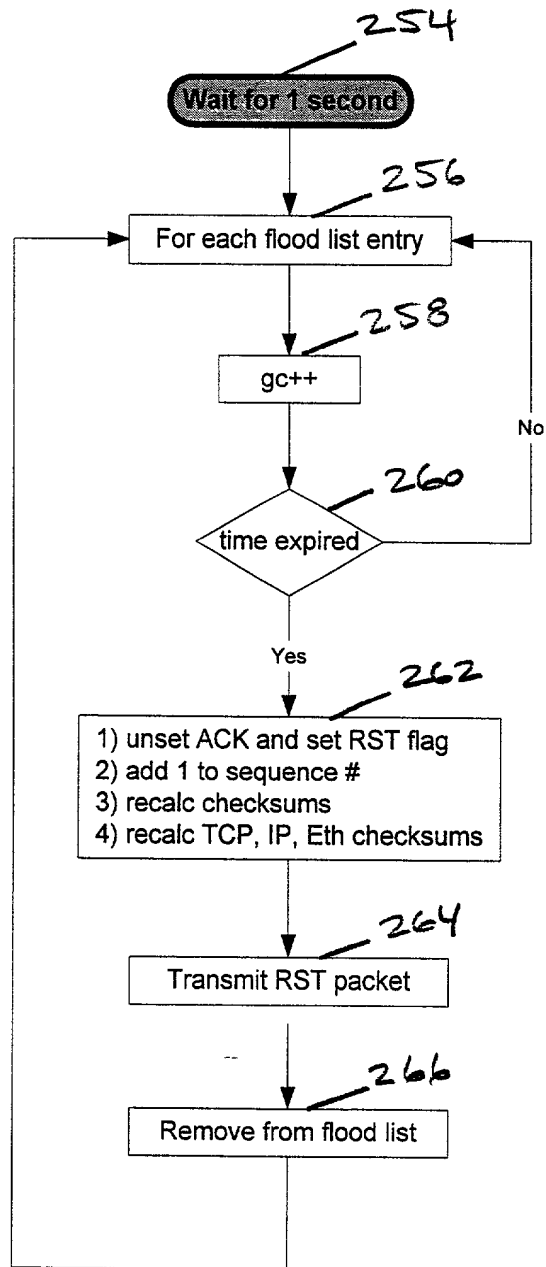 254
Wait for 1 second
256
For each flood list entry
258
gc++
No
260
time expired
Yes
262
1) unset ACK and set RST flag
2) add 1 to sequence #
3) recalc checksums
4) recalc TCP, IP, Eth checksums
264
Transmit RST packet
266
Remove from flood list